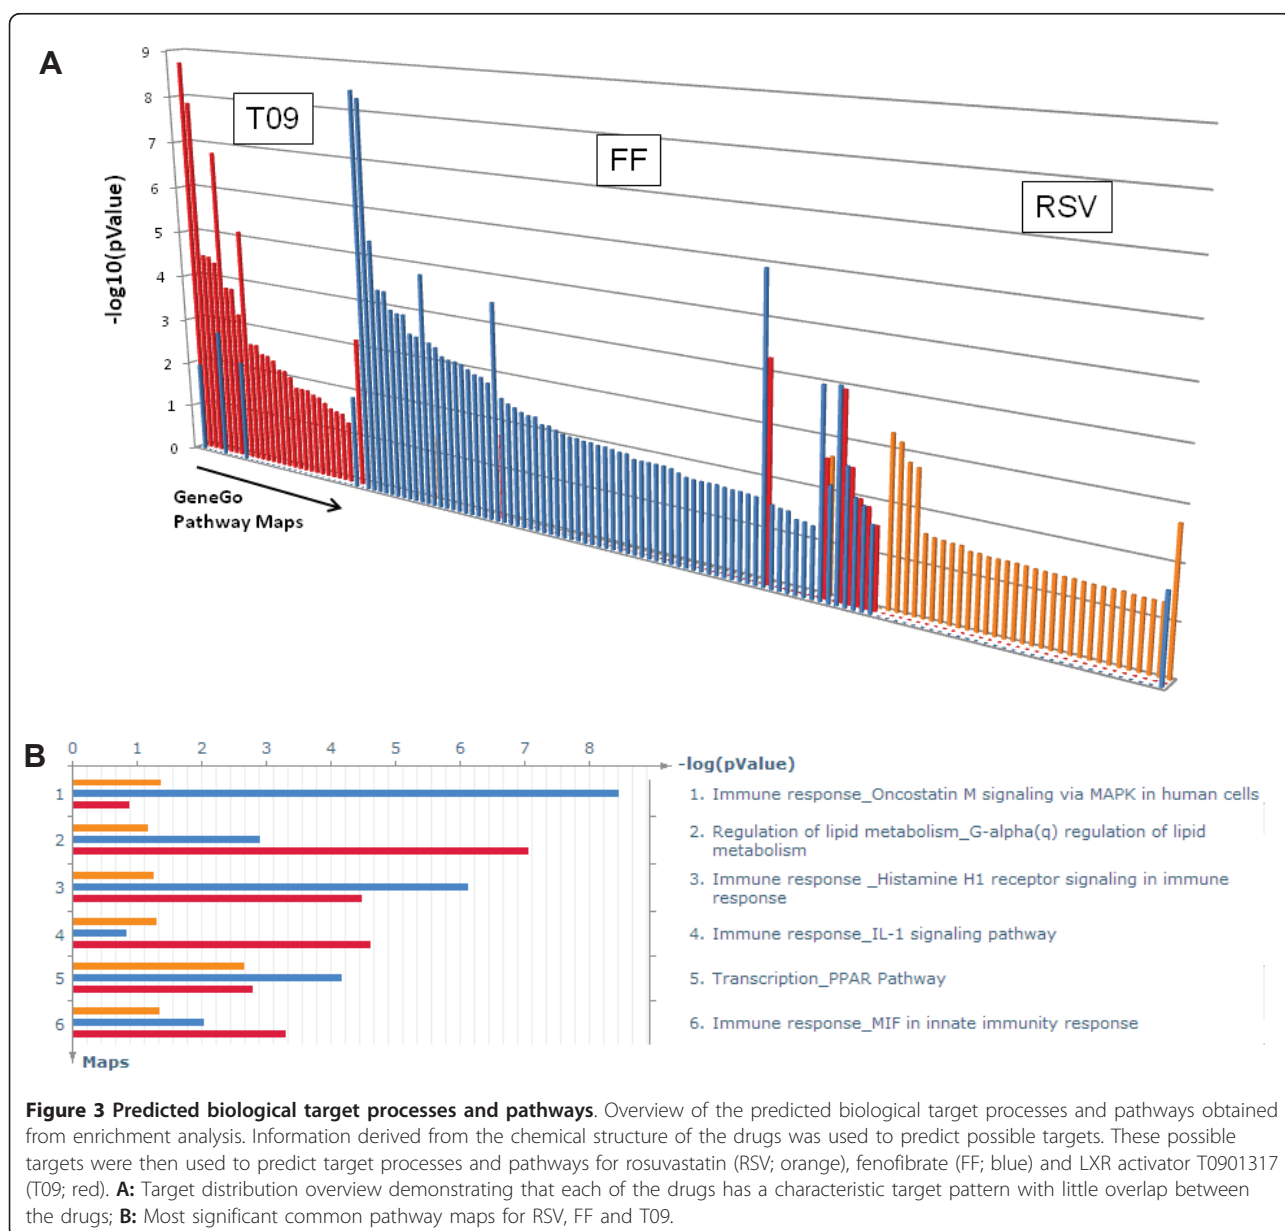 A
9
8
7
6
5
4
3
2
1
0
-log10(pValue)
T09
FF
RSV
GeneGo
Pathway Maps
B
0 1 2 3 4 5 6 7 8
-log(pValue)
1
2
3
4
5
6
Maps
1. Immune response_Oncostatin M signaling via MAPK in human cells
2. Regulation of lipid metabolism_G-alpha(q) regulation of lipid
metabolism
3. Immune response _Histamine H1 receptor signaling in immune
response
4. Immune response_IL-1 signaling pathway
5. Transcription_PPAR Pathway
6. Immune response_MIF in innate immunity response
Figure 3 Predicted biological target processes and pathways. Overview of the predicted biological target processes and pathways obtained
from enrichment analysis. Information derived from the chemical structure of the drugs was used to predict possible targets. These possible
targets were then used to predict target processes and pathways for rosuvastatin (RSV; orange), fenofibrate (FF; blue) and LXR activator T0901317
(T09; red). A: Target distribution overview demonstrating that each of the drugs has a characteristic target pattern with little overlap between
the drugs; B: Most significant common pathway maps for RSV, FF and T09.